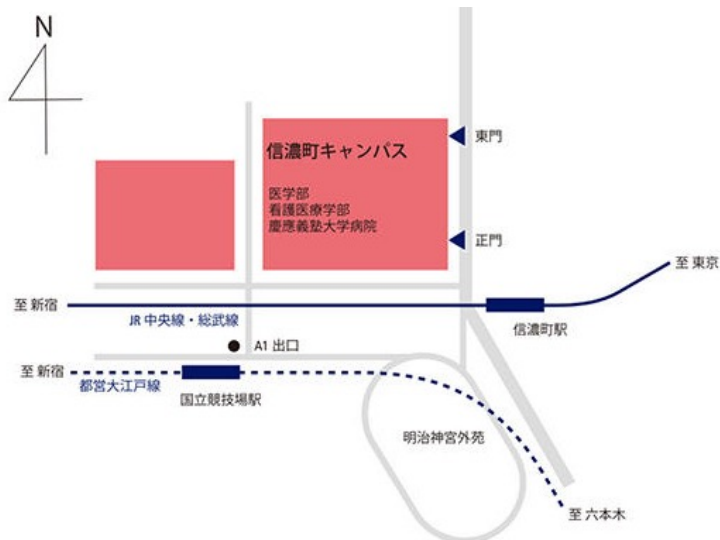 N
信濃町キャンパス
医学部
看護医療学部
慶應義塾大学病院
東門
正門
至 東京
至 新宿
JR 中央線・総武線
信濃町駅
A1 出口
至 新宿
都営大江戸線
国立競技場駅
明治神宮外苑
至 六本木